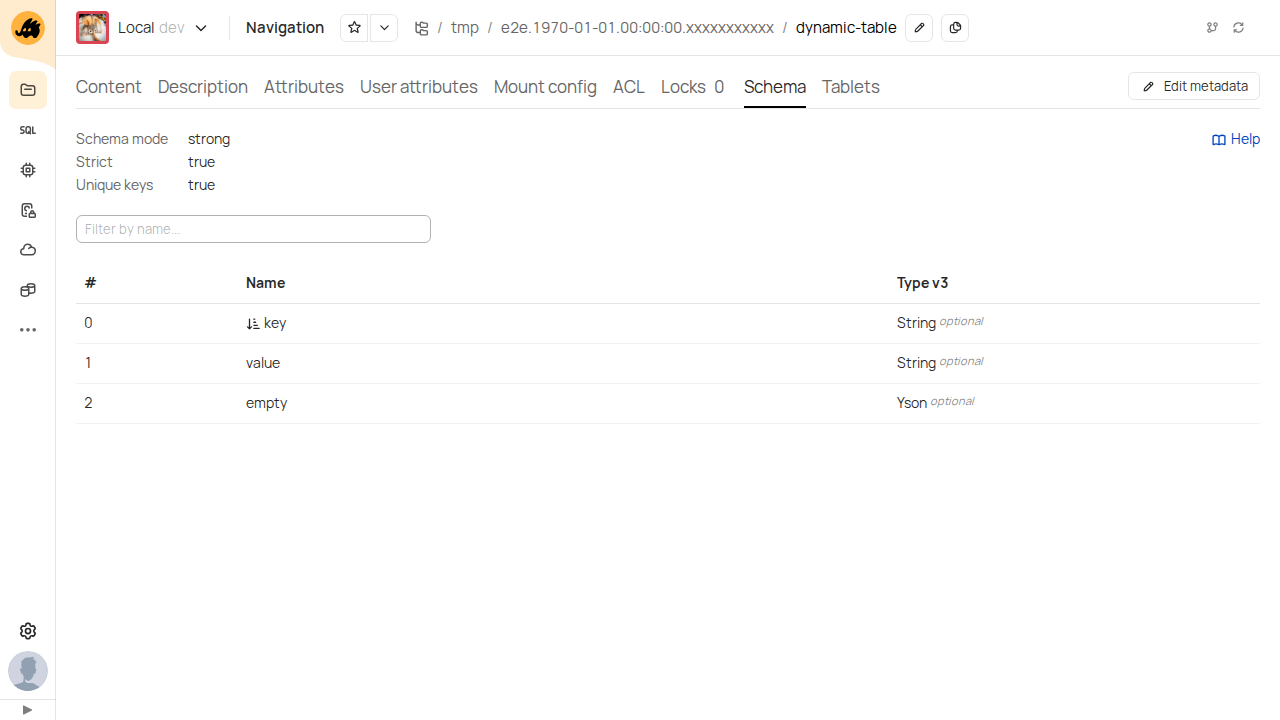 Local dev Navigation / tmp / e2e.1970-01-01.00:00:00.xxxxxxxxxxx / dynamic-table
SQL
Content Description Attributes User attributes Mount config ACL Locks 0 Schema Tablets Edit metadata
Schema mode strong Help
Strict true
Unique keys true
Filter by name...
# Name Type v3
0 key String optional
1 value String optional
2 empty Yson optional